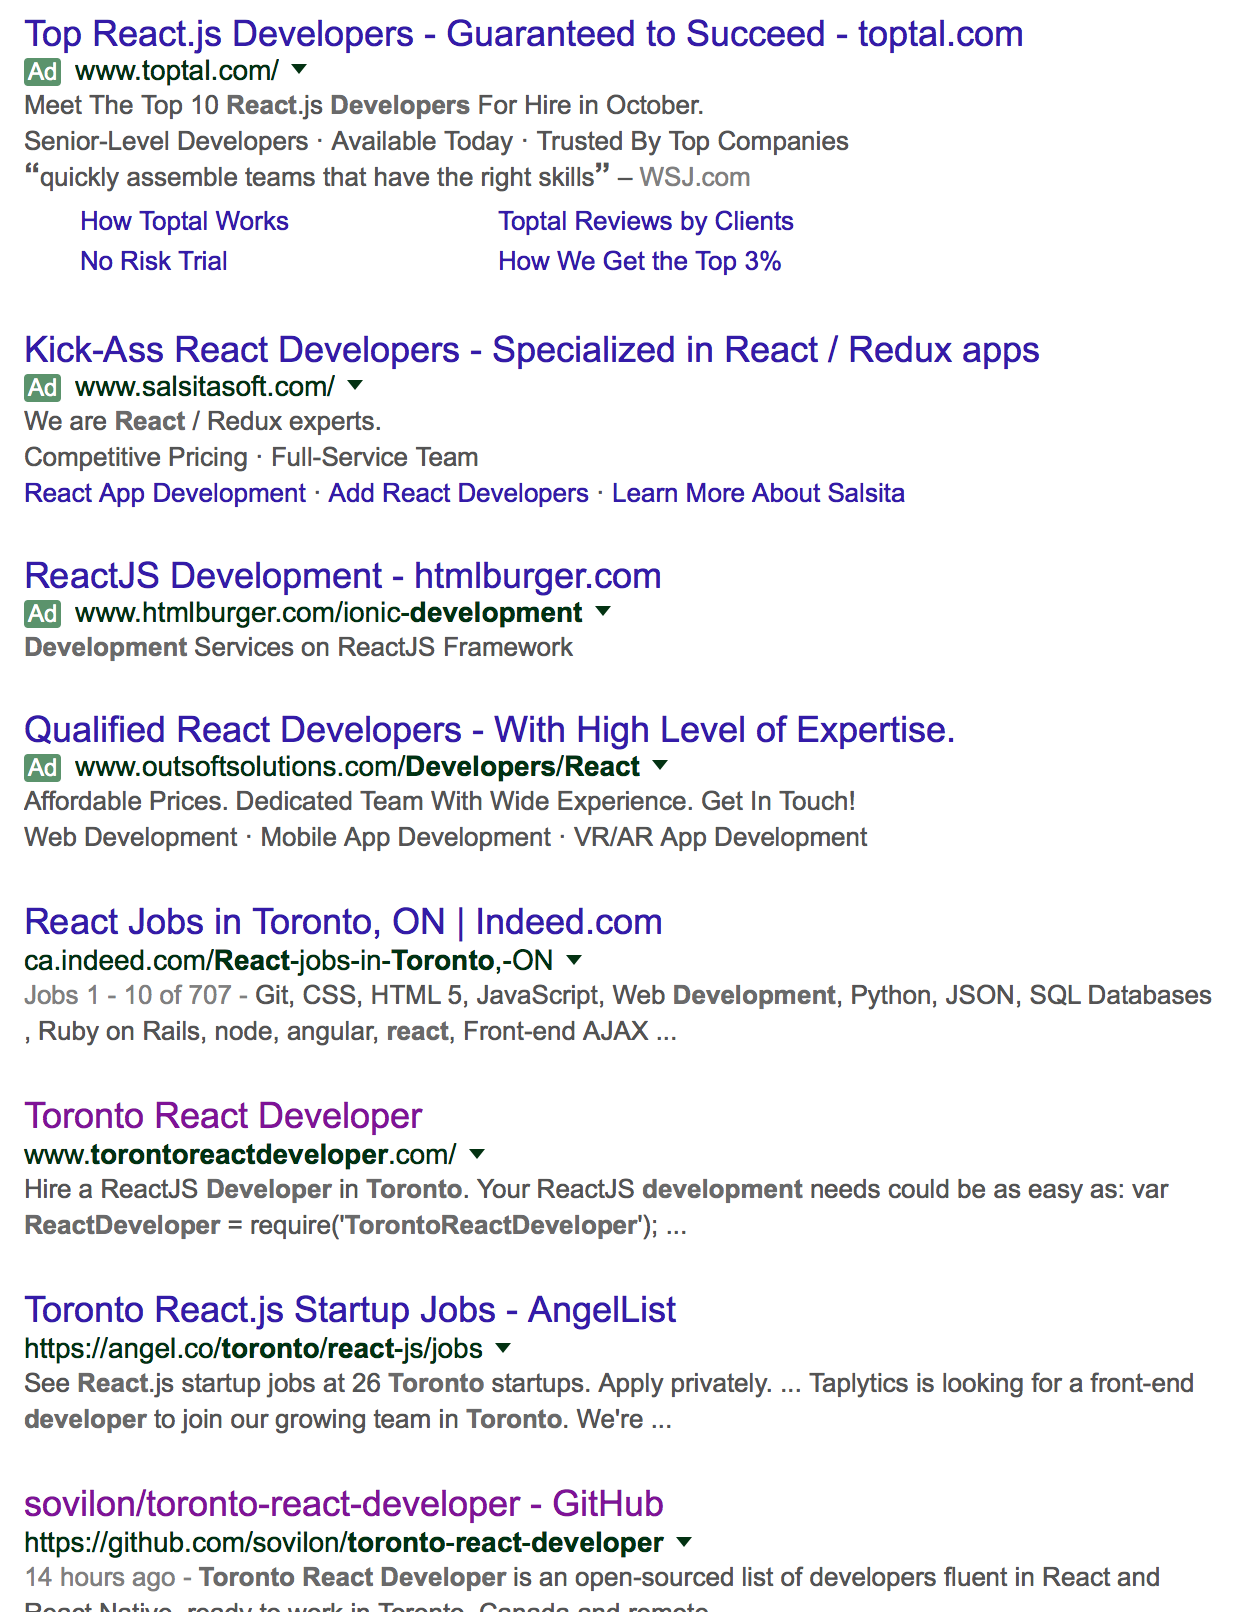 Top React.js Developers - Guaranteed to Succeed - toptal.com
Ad www.toptal.com/
Meet The Top 10 React.js Developers For Hire in October.
Senior-Level Developers · Available Today · Trusted By Top Companies
“quickly assemble teams that have the right skills” – WSJ.com
How Toptal Works Toptal Reviews by Clients
No Risk Trial How We Get the Top 3%
Kick-Ass React Developers - Specialized in React / Redux apps
Ad www.salsitasoft.com/
We are React / Redux experts.
Competitive Pricing · Full-Service Team
React App Development · Add React Developers · Learn More About Salsita
ReactJS Development - htmlburger.com
Ad www.htmlburger.com/ionic-development
Development Services on ReactJS Framework
Qualified React Developers - With High Level of Expertise.
Ad www.outsoftsolutions.com/Developers/React
Affordable Prices. Dedicated Team With Wide Experience. Get In Touch!
Web Development · Mobile App Development · VR/AR App Development
React Jobs in Toronto, ON | Indeed.com
ca.indeed.com/React-jobs-in-Toronto,-ON
Jobs 1 - 10 of 707 - Git, CSS, HTML 5, JavaScript, Web Development, Python, JSON, SQL Databases
, Ruby on Rails, node, angular, react, Front-end AJAX ...
Toronto React Developer
www.torontoreactdeveloper.com/
Hire a ReactJS Developer in Toronto. Your ReactJS development needs could be as easy as: var
ReactDeveloper = require('TorontoReactDeveloper'); ...
Toronto React.js Startup Jobs - AngelList
https://angel.co/toronto/react-js/jobs
See React.js startup jobs at 26 Toronto startups. Apply privately. ... Taplytics is looking for a front-end
developer to join our growing team in Toronto. We're ...
sovilon/toronto-react-developer - GitHub
https://github.com/sovilon/toronto-react-developer
14 hours ago - Toronto React Developer is an open-sourced list of developers fluent in React and
React Native, ready to work in Toronto, Canada and remote